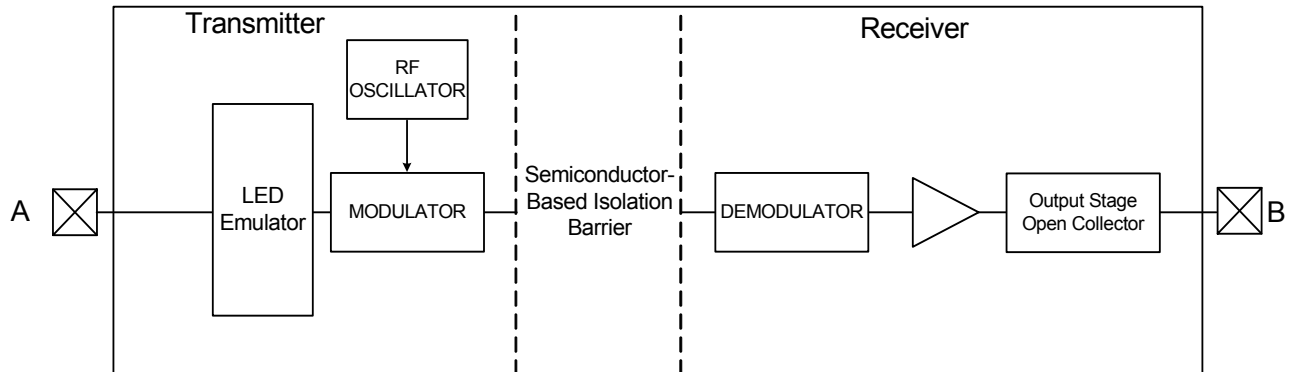 Transmitter
Receiver
RF
OSCILLATOR
A
LED
Emulator
MODULATOR
Semiconductor-
Based Isolation
Barrier
DEMODULATOR
Output Stage
Open Collector
B